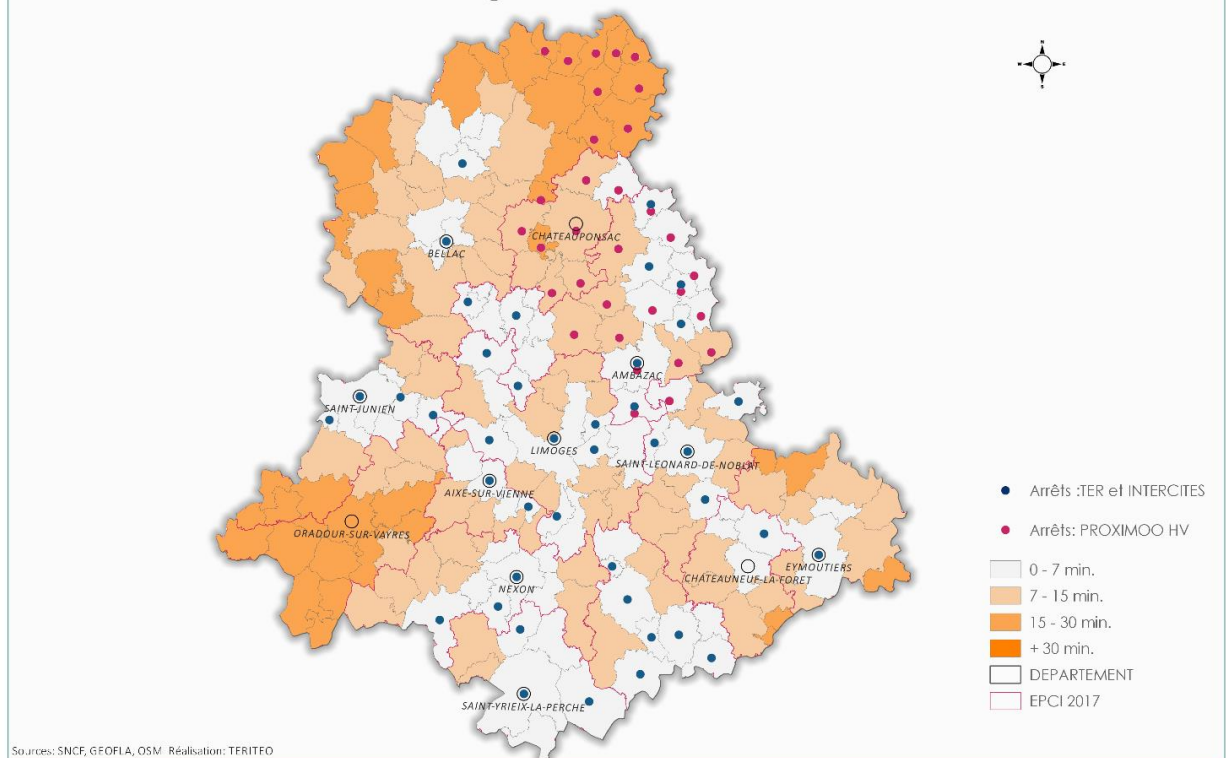 N
W
E
S
CHATEAUPONSAC
BELLAC
AMBAZAC
SAINT-JUNIEN
LIMOGES
SAINT-LEONARD-DE-NOBLAT
AIXE-SUR-VIENNE
ORADOUR-SUR-VAYRES
CHÂTEAUNEUF-LA-FORET
EYMOUTIERS
NEXON
SAINT-YRIEIX-LA-PERCHE
Arrêts :TER et INTERCITES
Arrêts: PROXIMOO HV
0 - 7 min.
7 - 15 min.
15 - 30 min.
+ 30 min.
DEPARTEMENT
EPCI 2017
Sources: SNCF, GEOFLA, OSM Réalisation: TERITEO